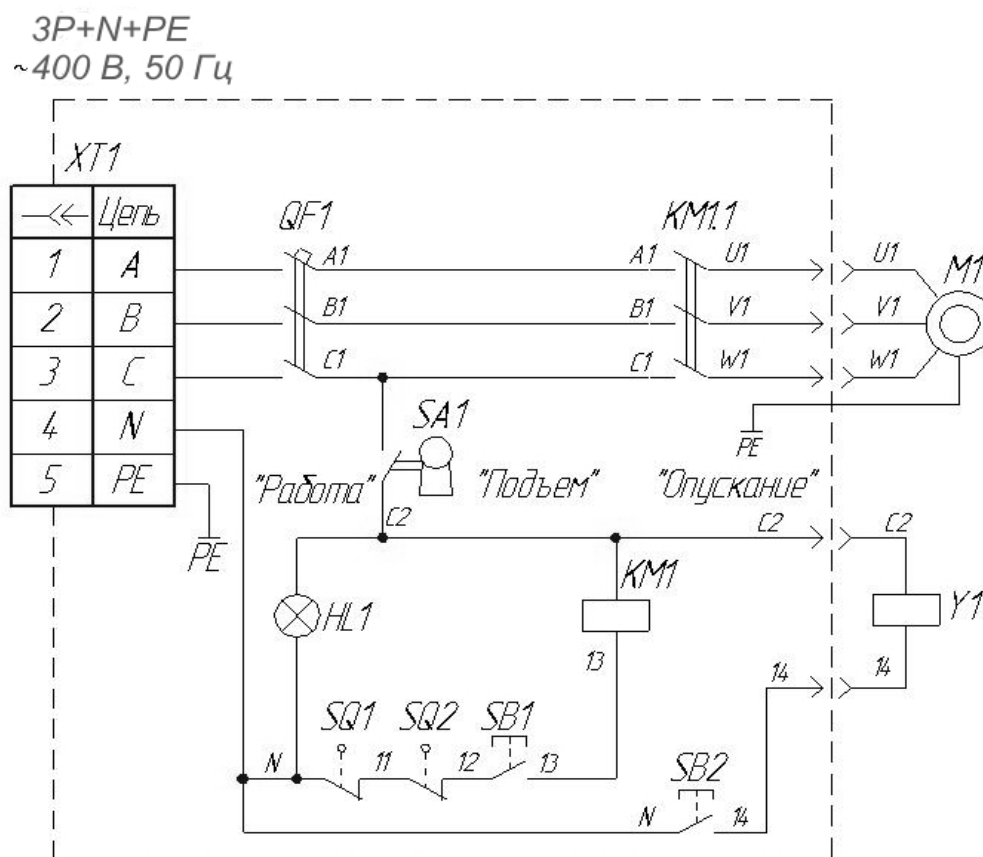 3P+N+PE
~400 В, 50 Гц
XT1
Цепь
1 A
2 B
3 C
4 N
5 PE
QF1
KM1.1
A1 A1 U1 U1 M1
B1 B1 V1 V1
C1 C1 W1 W1
SA1
PE
"Работа" "Подъем" "Опускание"
C2 C2 C2
PE
KM1
HL1 Y1
13
14 14
SQ1 SQ2 SB1
N 11 12 13
SB2
N 14